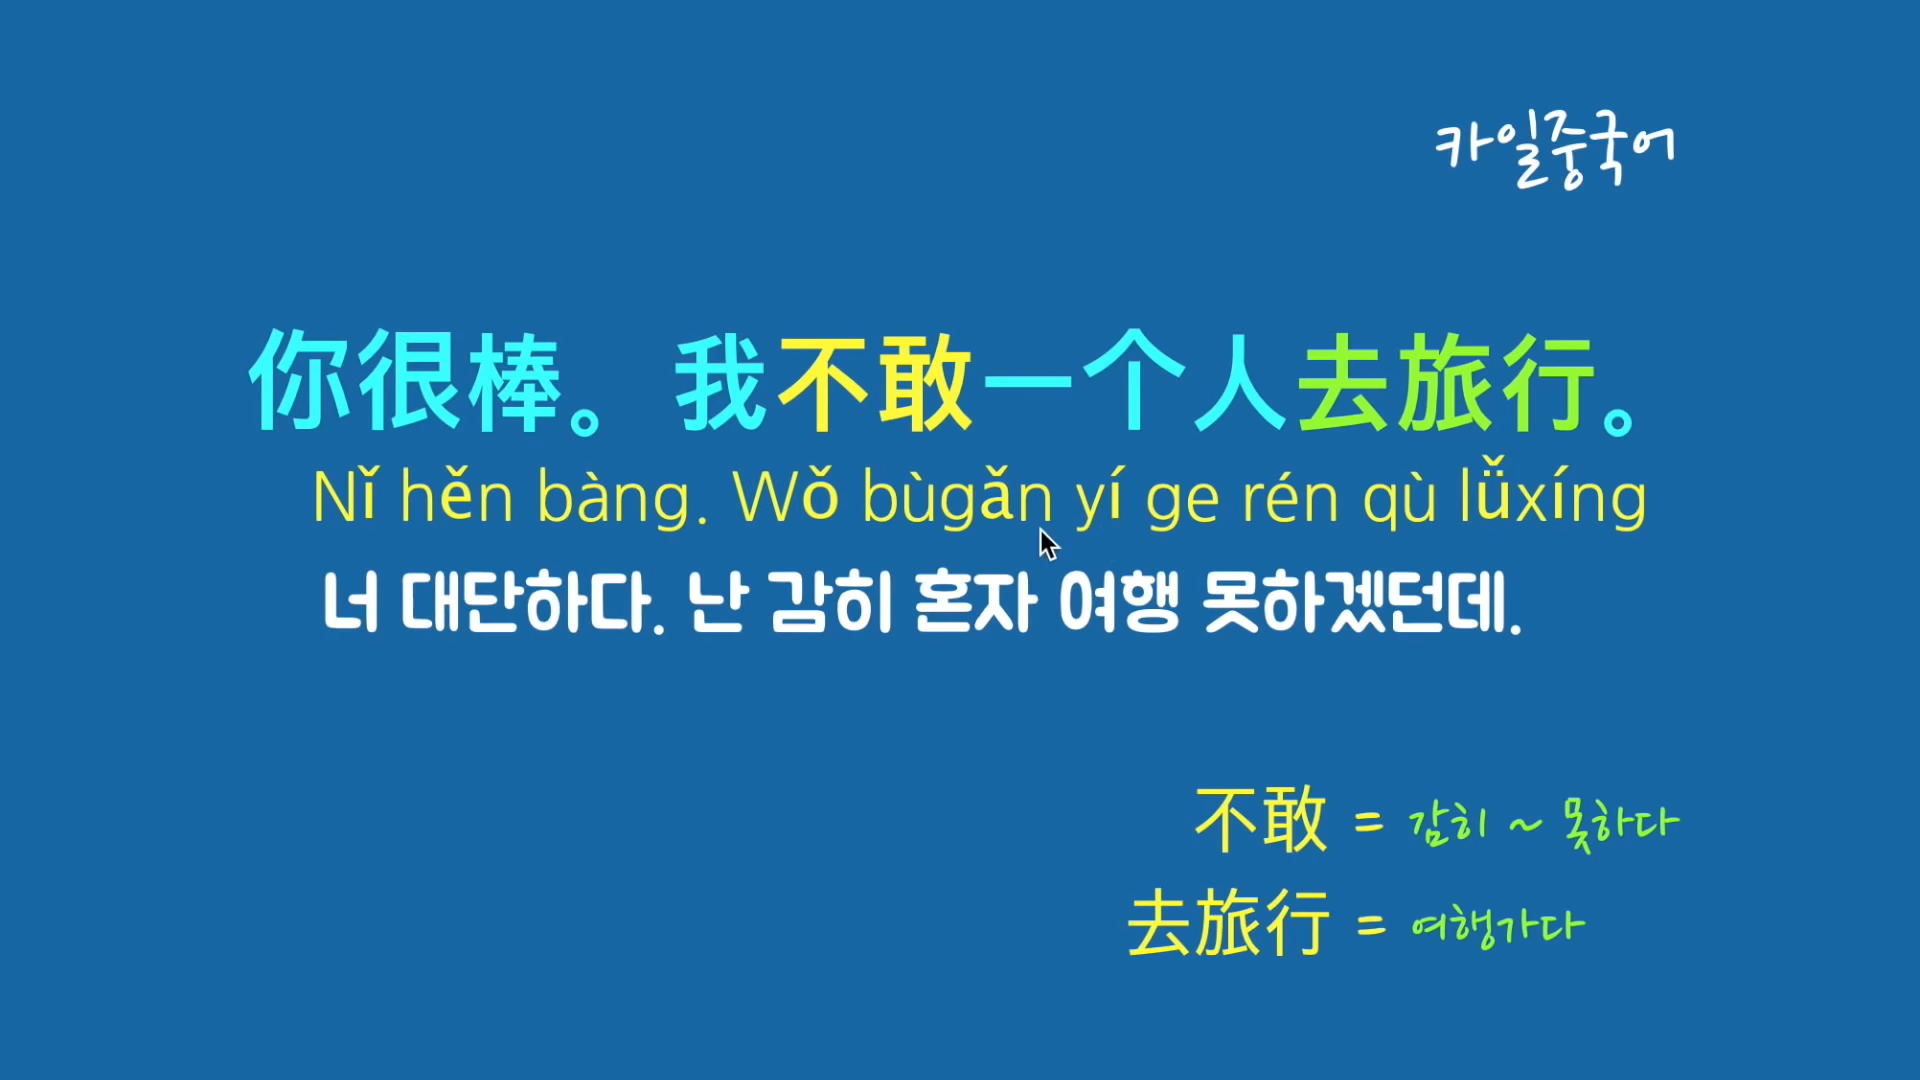 카일중국어
你很棒。我不敢一个人去旅行。
Nǐ hěn bàng. Wǒ bùgǎn yí ge rén qù lǚxíng
너 대단하다. 난 감히 혼자 여행 못하겠던데.
不敢 = 감히 ~ 못하다
去旅行 = 여행가다